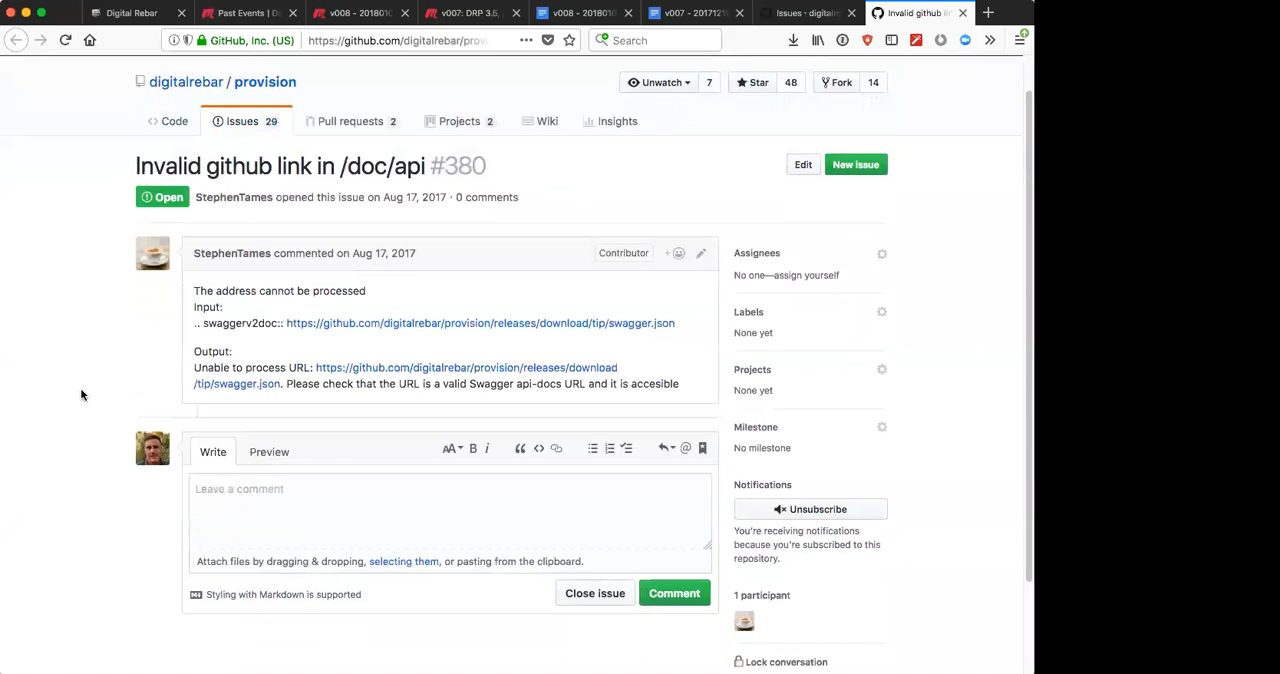 Digital Rebar
Past Events | D
v008 - 201801
v007: DRP 3.5,
v008 - 201801
v007 - 2017121
Issues · digitalre
Invalid github li
GitHub, Inc. (US)
https://github.com/digitalrebar/provi
Search
digitalrebar / provision
Unwatch 7
Star 48
Fork 14
Code
Issues 29
Pull requests 2
Projects 2
Wiki
Insights
Invalid github link in /doc/api #380
Edit
New issue
Open
StephenTames opened this issue on Aug 17, 2017 · 0 comments
StephenTames commented on Aug 17, 2017
Contributor
The address cannot be processed
Input:
.. swaggerv2doc:: https://github.com/digitalrebar/provision/releases/download/tip/swagger.json
Output:
Unable to process URL: https://github.com/digitalrebar/provision/releases/download
/tip/swagger.json. Please check that the URL is a valid Swagger api-docs URL and it is accesible
Write
Preview
AA B i
Leave a comment
Attach files by dragging & dropping, selecting them, or pasting from the clipboard.
Styling with Markdown is supported
Close issue
Comment
Assignees
No one—assign yourself
Labels
None yet
Projects
None yet
Milestone
No milestone
Notifications
Unsubscribe
You're receiving notifications
because you're subscribed to this
repository.
1 participant
Lock conversation